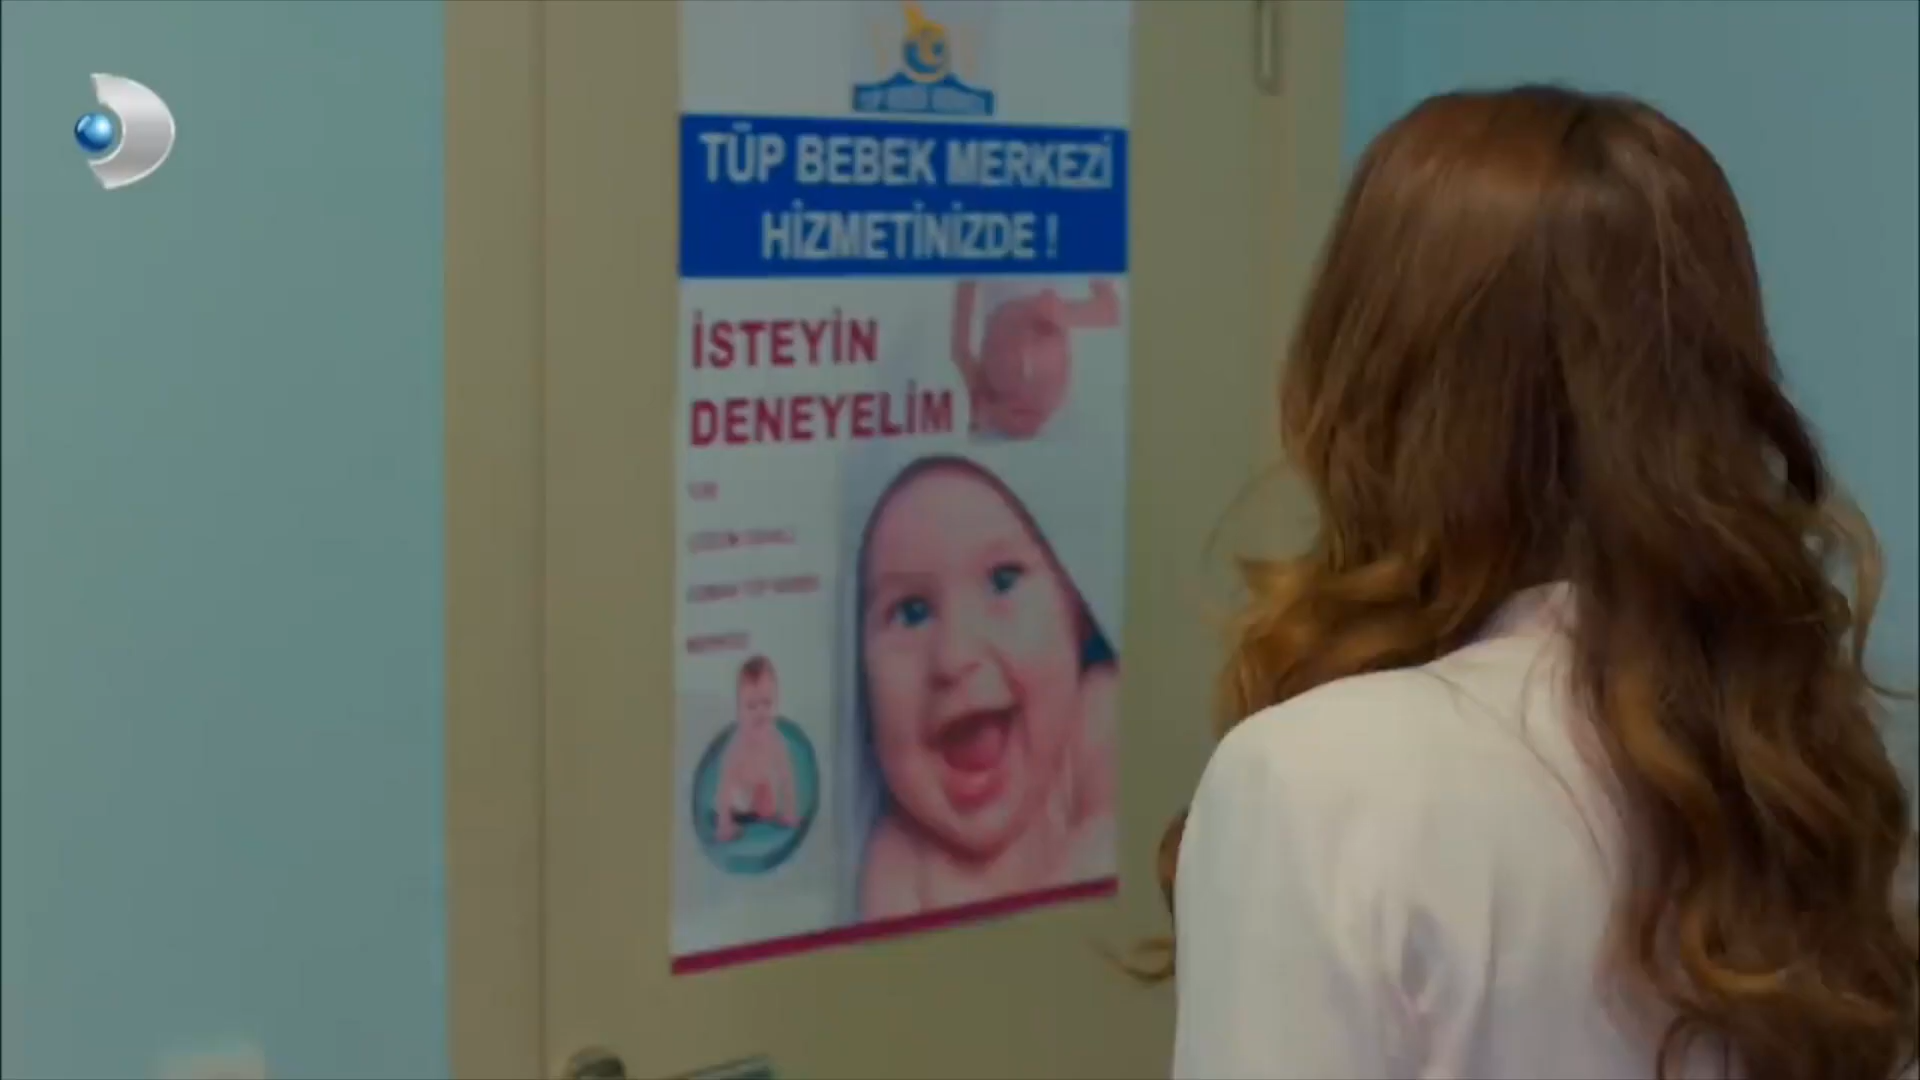 TÜP BEBEK MERKEZİ
HİZMETİNİZDE !
İSTEYİN
DENEYELİM !